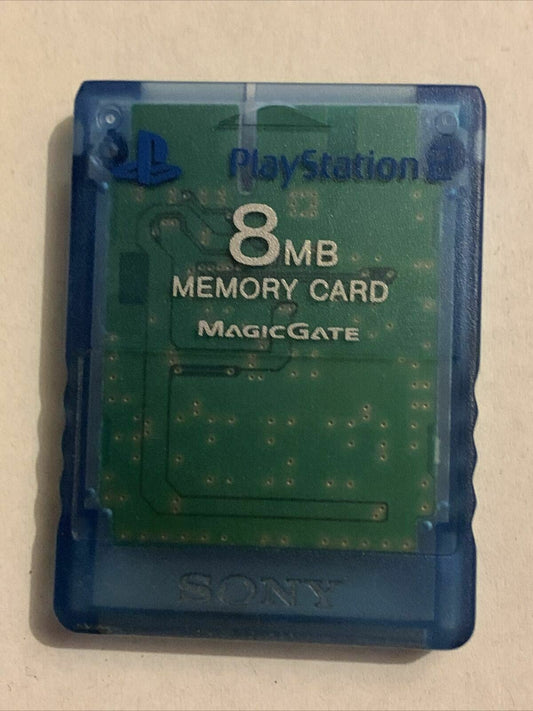 PlayStation 2
8MB
MEMORY CARD
MAGICGATE
SONY